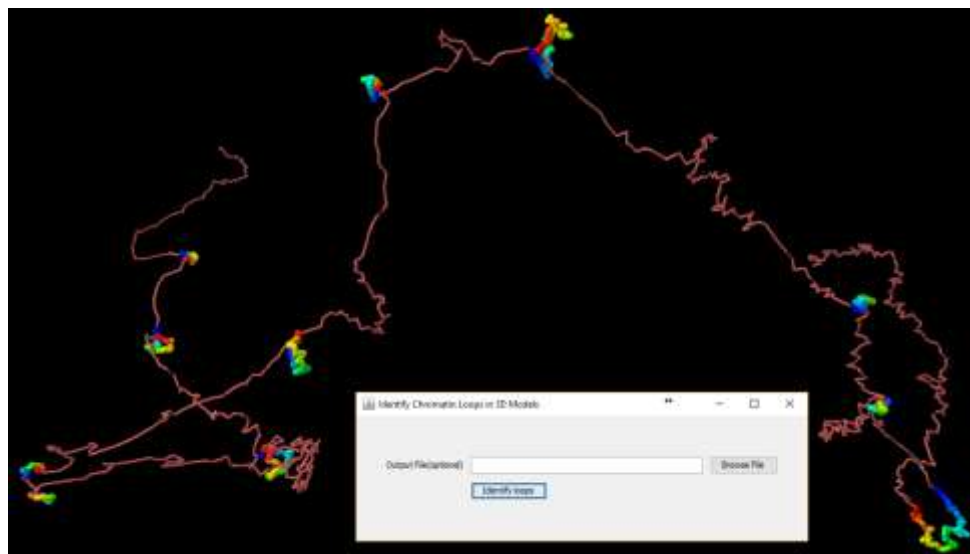 Identify Chromatin Loops in 3D Models
Output File(optional)
Browse File
Identify loops